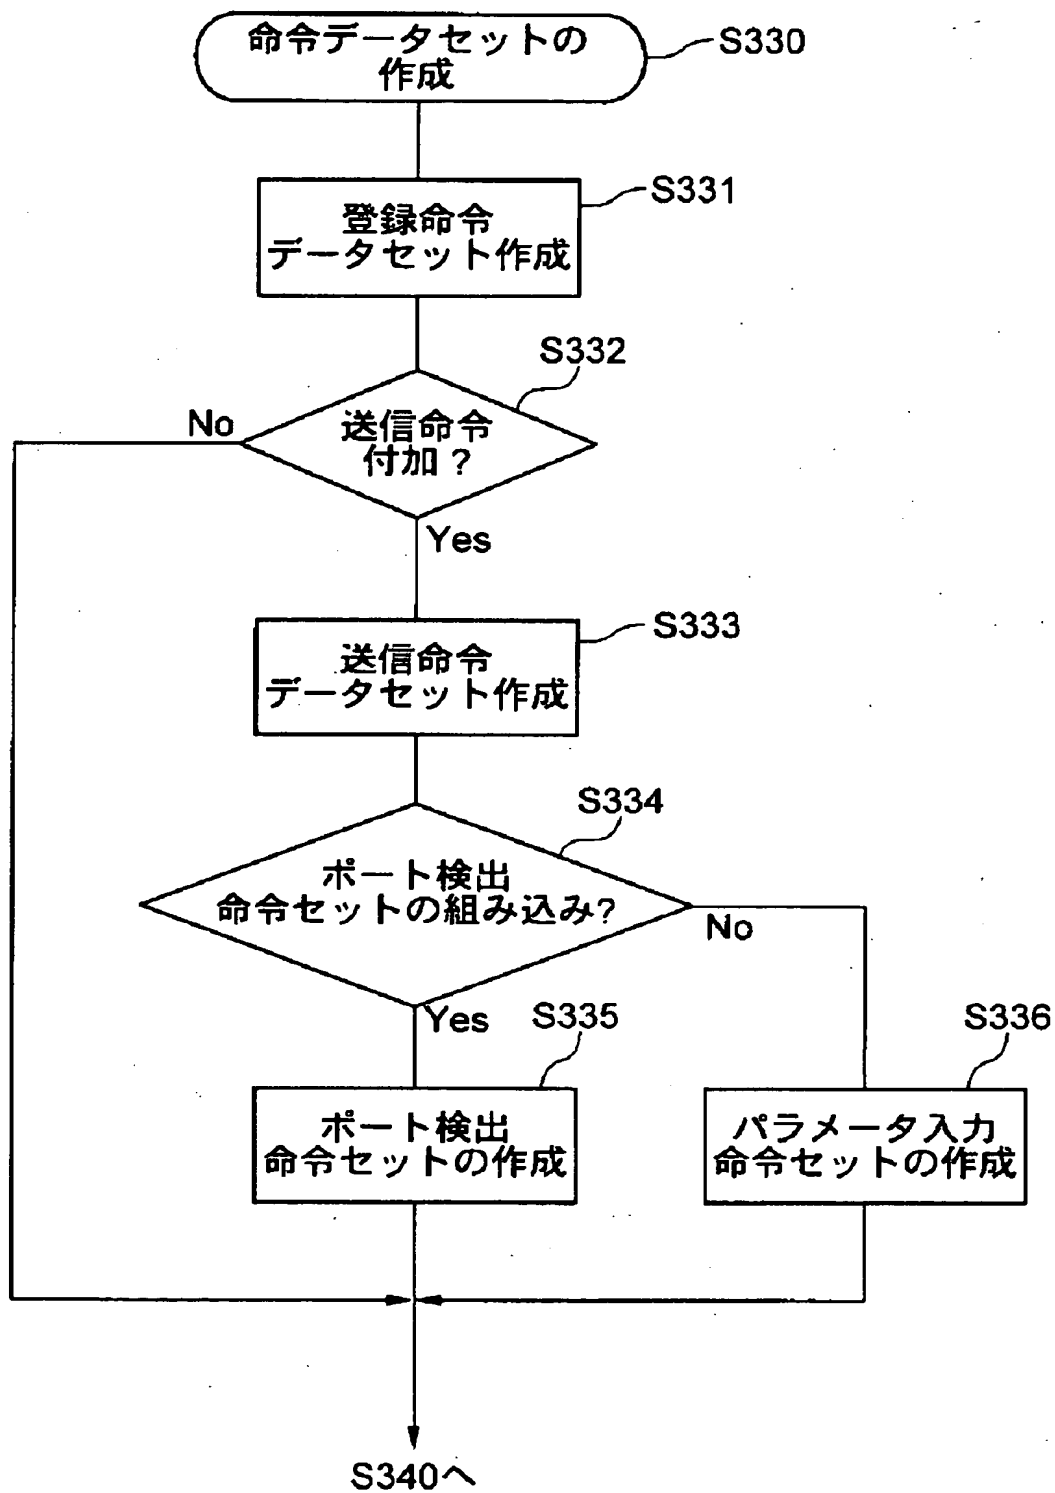 命令データセットの
作成
S330
S331
登録命令
データセット作成
S332
No
送信命令
付加？
Yes
S333
送信命令
データセット作成
S334
ポート検出
命令セットの組み込み?
No
Yes
S335
S336
ポート検出
命令セットの作成
パラメータ入力
命令セットの作成
S340へ